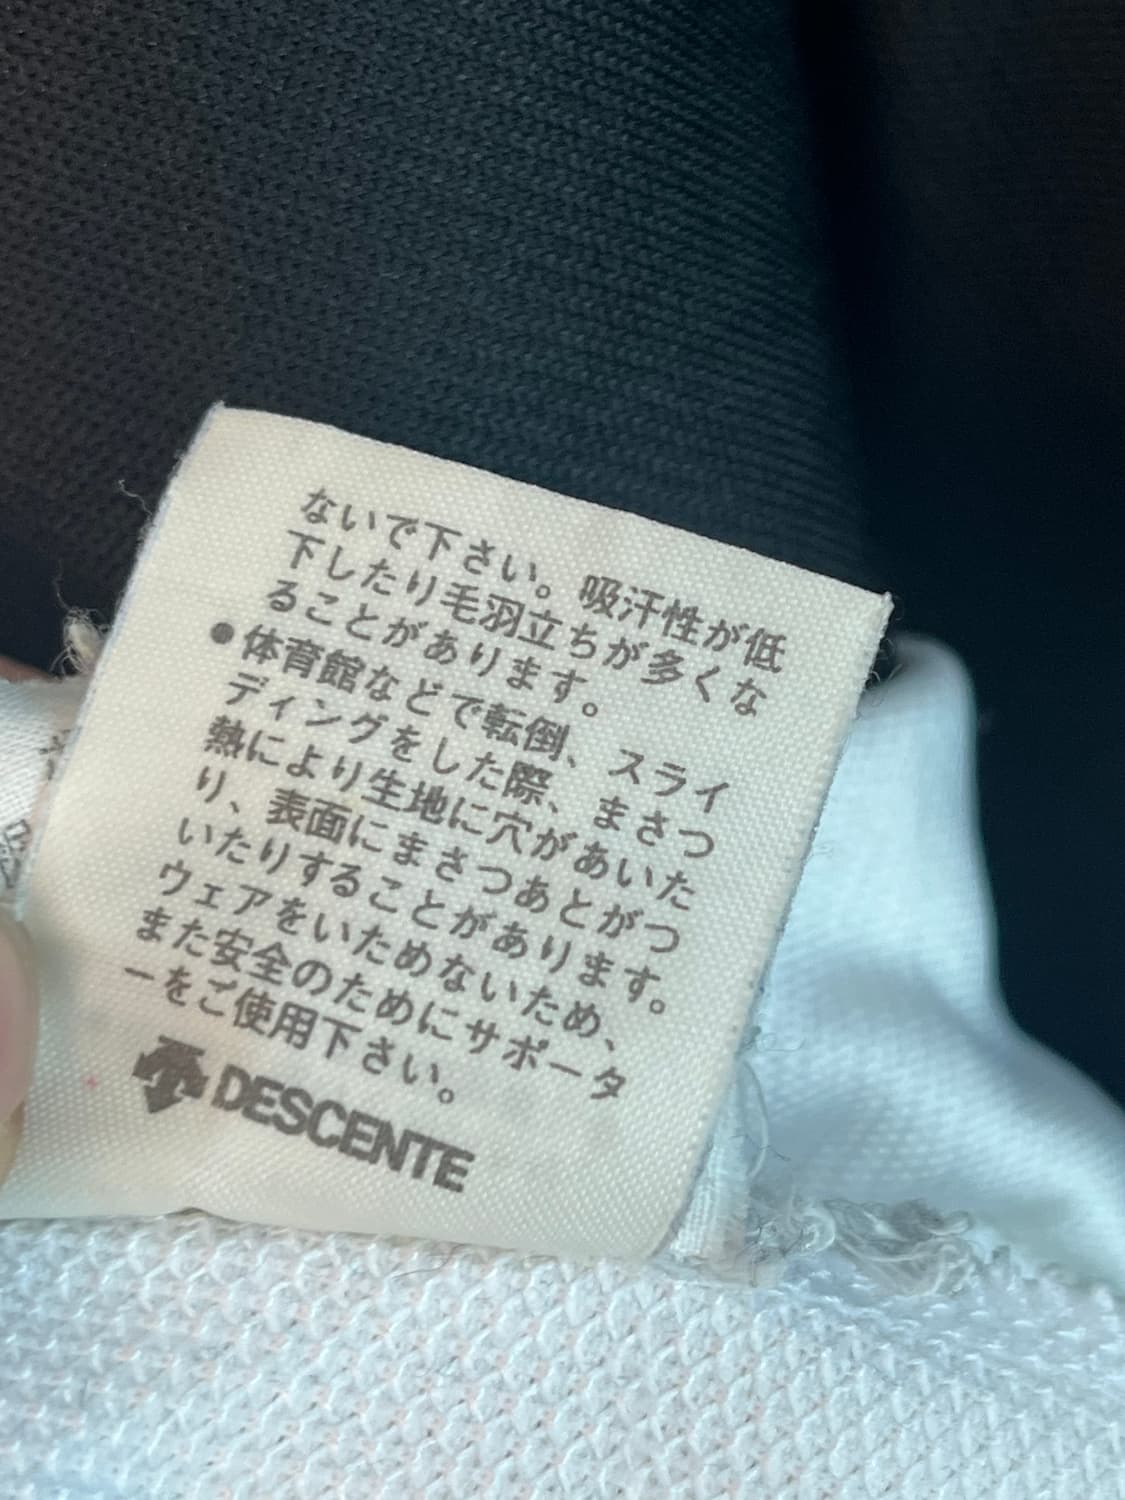 ないで下さい。吸汗性が低
下したり毛羽立ちが多くな
ることがあります。
●体育館などで転倒、スライ
ディングをした際、まさつ
熱により生地に穴があいた
り、表面にまさつあとがつ
いたりすることがあります。
ウェアをいためないため、
また安全のためにサポータ
ーをご使用下さい。
DESCENTE